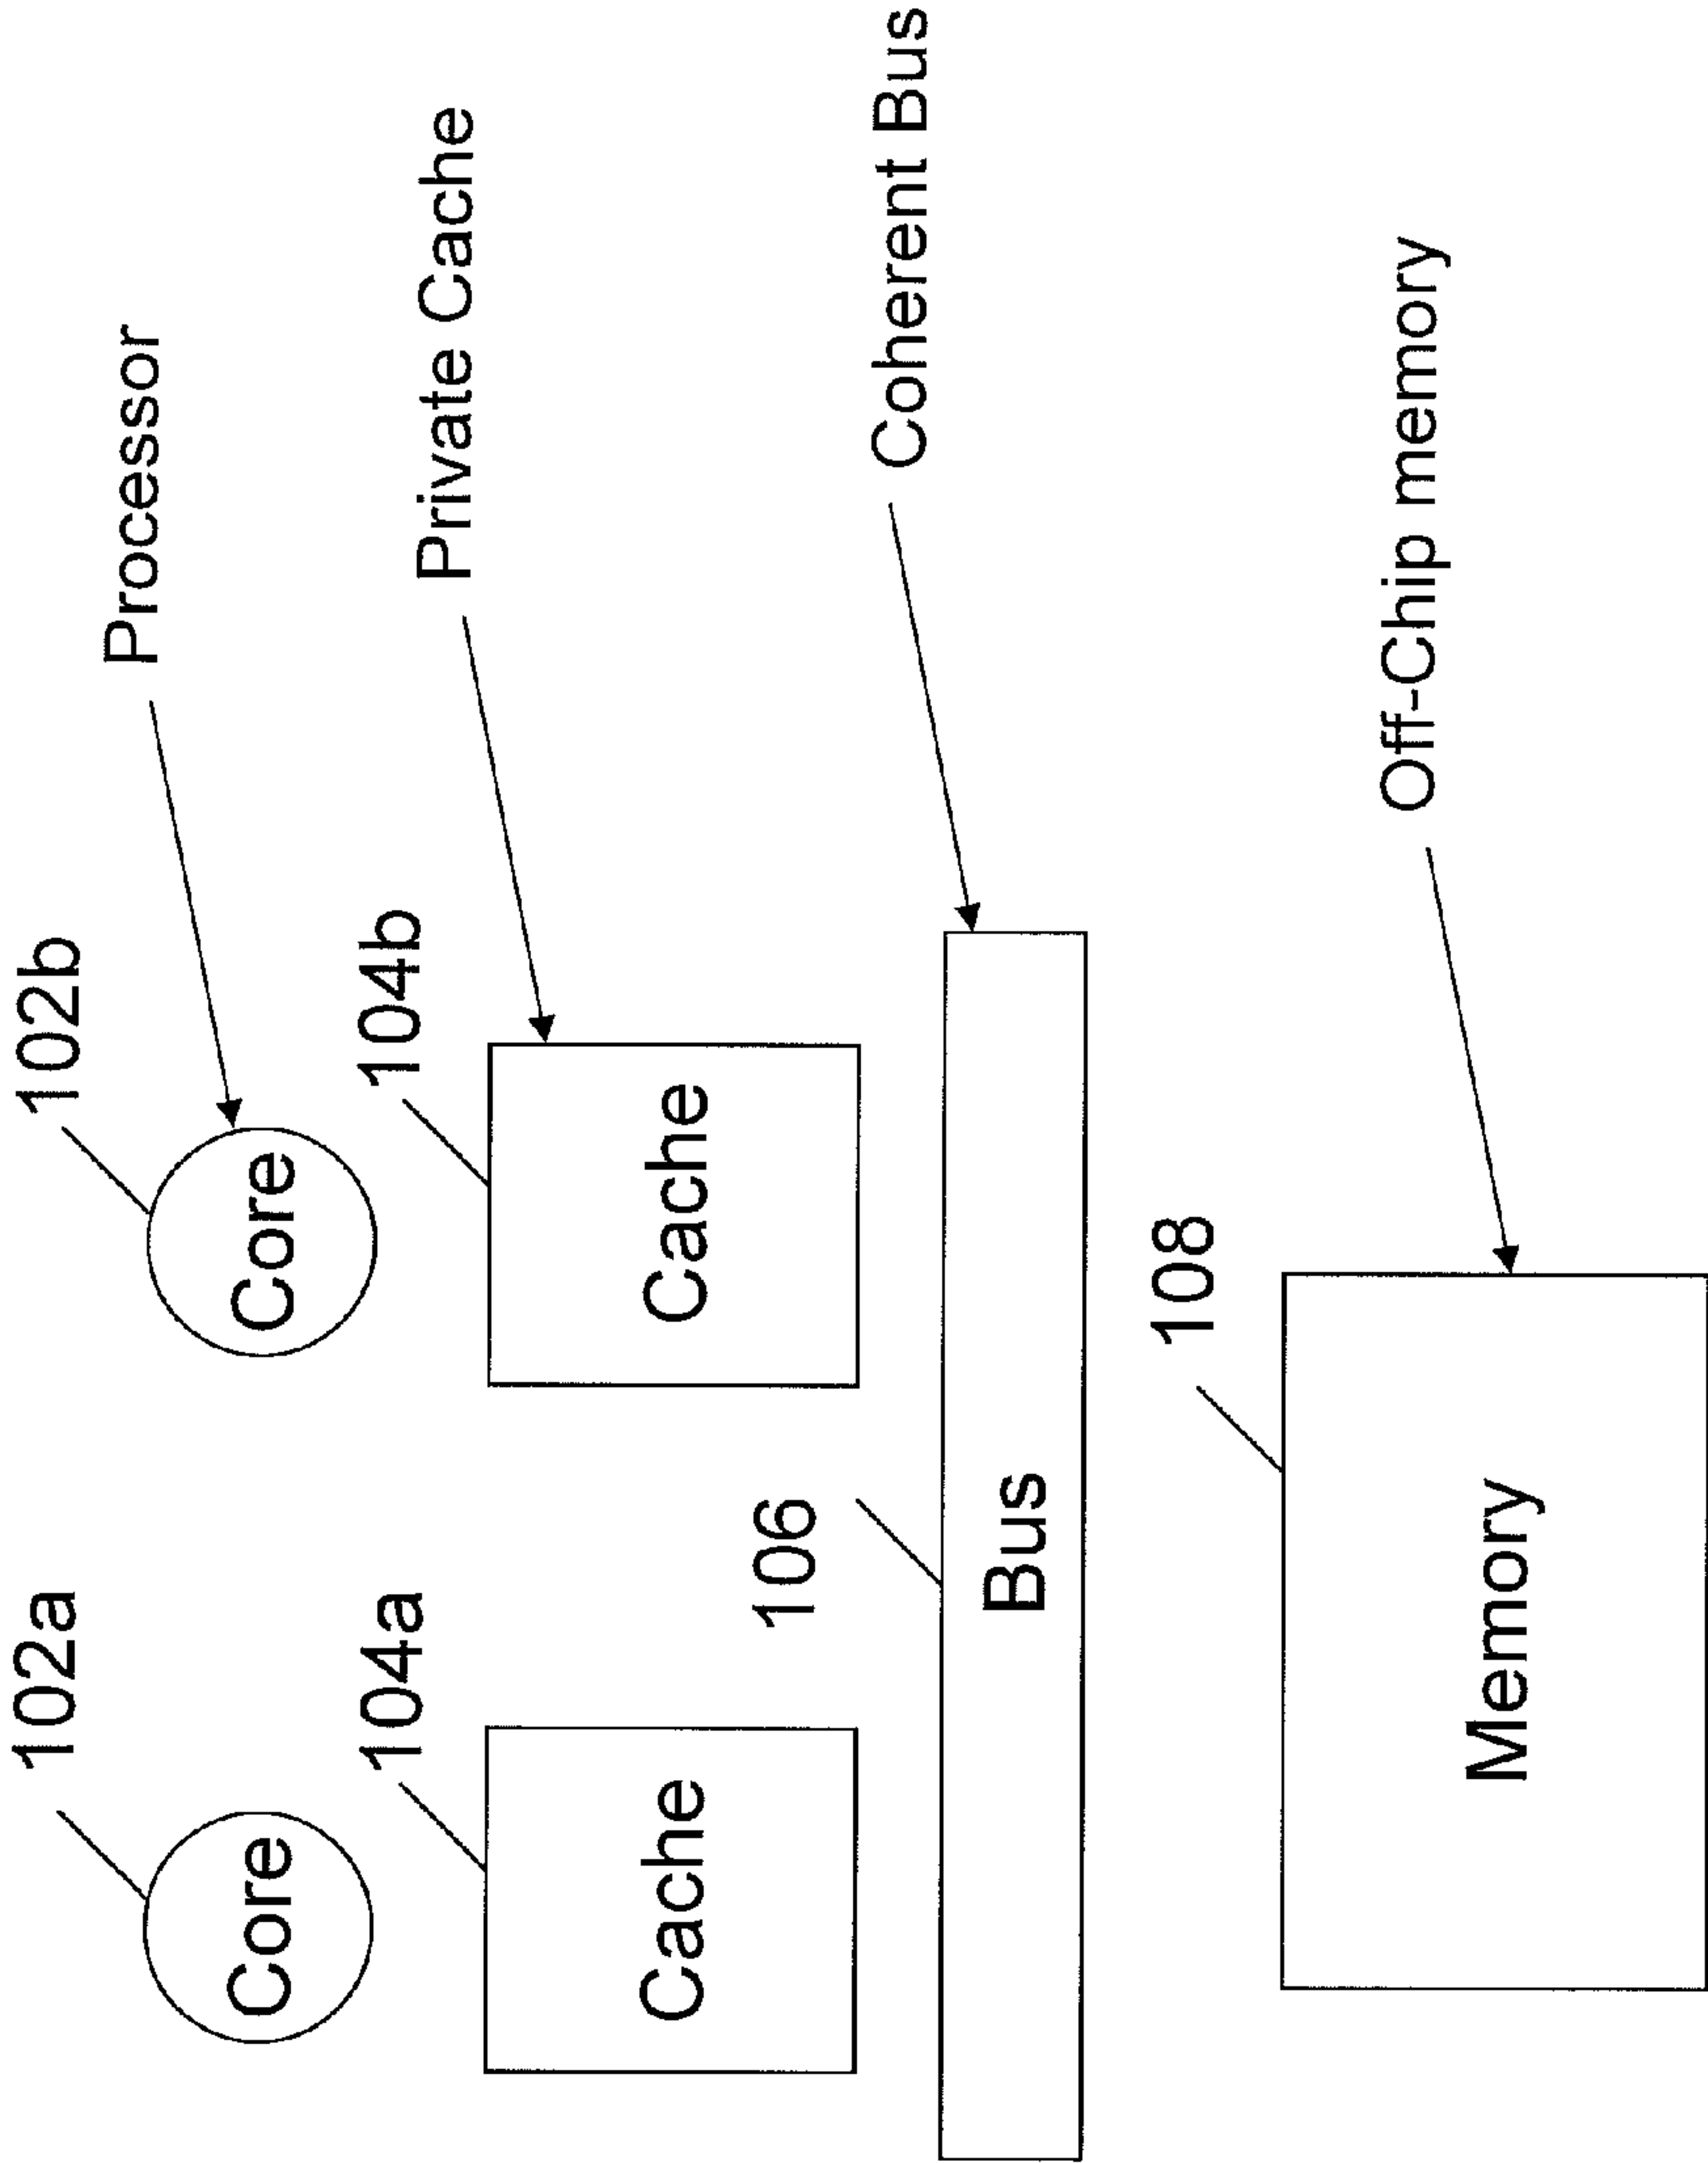 102a
102b
Processor
Core
Core
104a
104b
Private Cache
Cache
Cache
106
Coherent Bus
Bus
108
Off-Chip memory
Memory